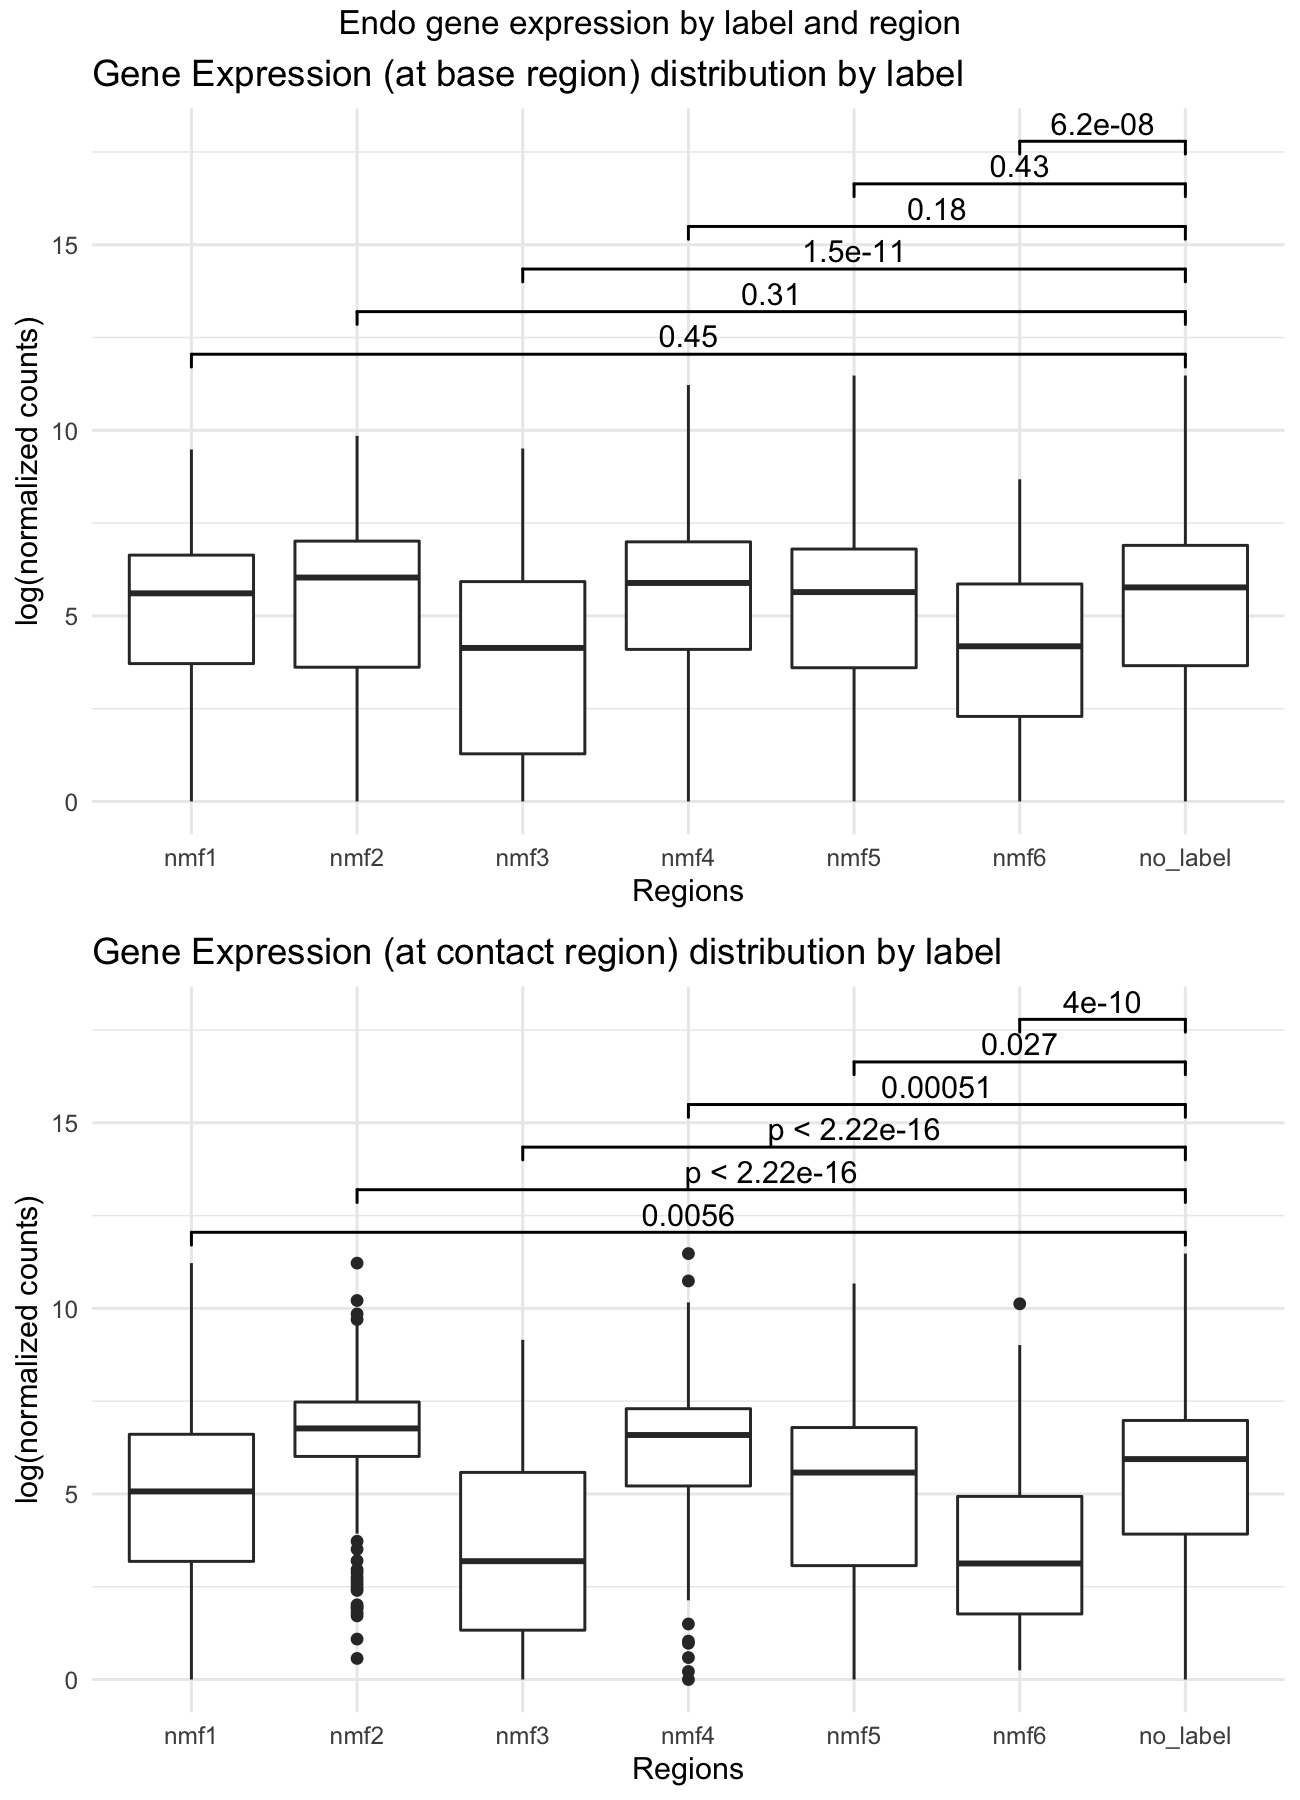 Endo gene expression by label and region
Gene Expression (at base region) distribution by label
6.2e-08
0.43
0.18
1.5e-11
0.31
0.45
15
10
5
0
log(normalized counts)
nmf1 nmf2 nmf3 nmf4 nmf5 nmf6 no_label
Regions
Gene Expression (at contact region) distribution by label
4e-10
0.027
0.00051
p < 2.22e-16
p < 2.22e-16
0.0056
15
10
5
0
log(normalized counts)
nmf1 nmf2 nmf3 nmf4 nmf5 nmf6 no_label
Regions